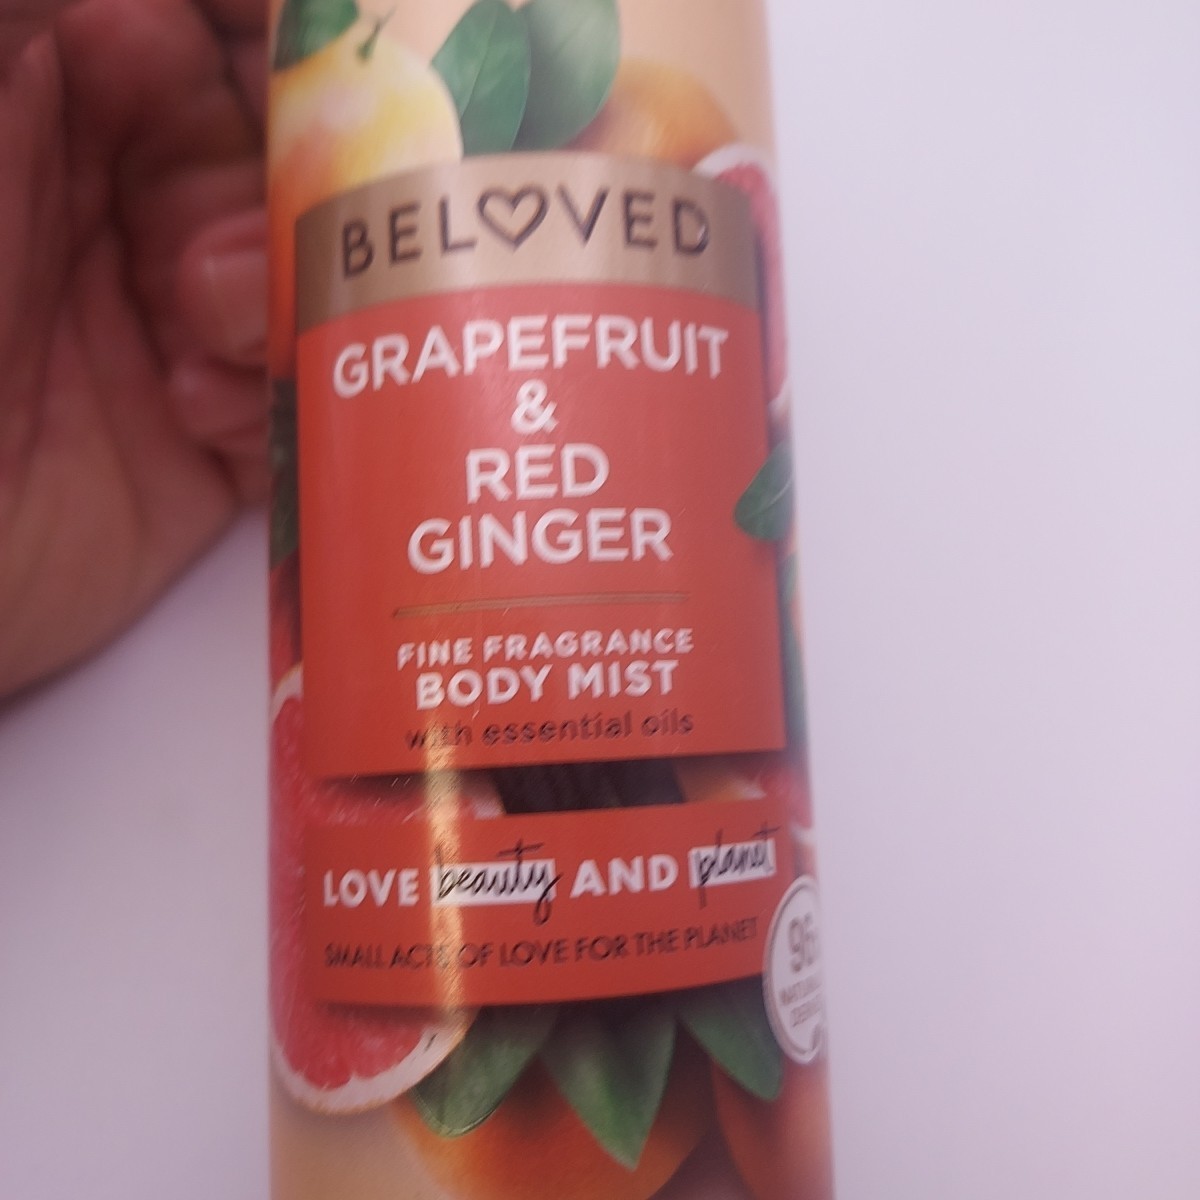 BELOVED
GRAPEFRUIT
&
RED
GINGER
FINE FRAGRANCE
BODY MIST
with essential oils
LOVE beauty AND planet
SMALL ACTS OF LOVE FOR THE PLANET